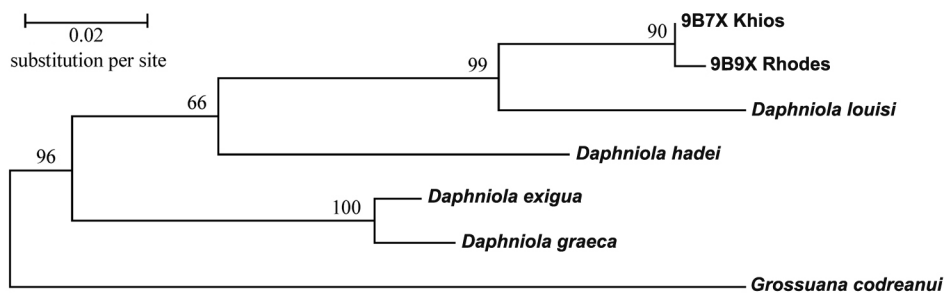 0.02
substitution per site
90
9B7X Khios
9B9X Rhodes
99
Daphniola louisi
66
Daphniola hadei
96
Daphniola exigua
100
Daphniola graeca
Grossuana codreanui